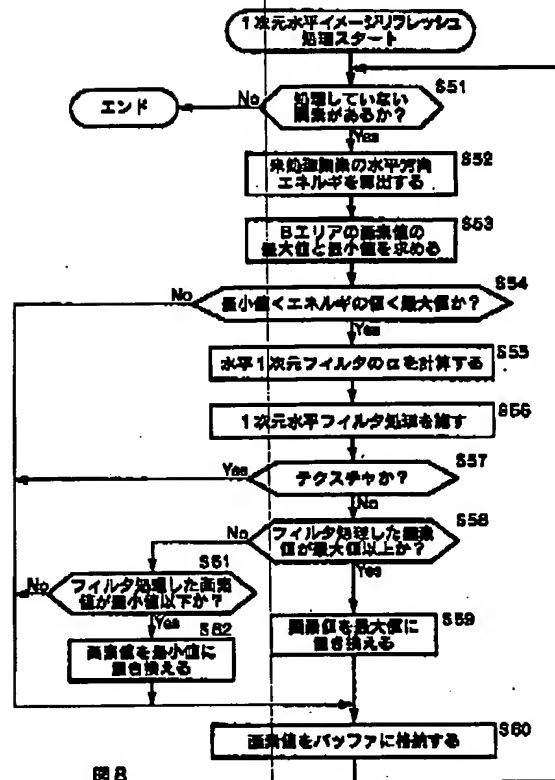 1次元水平イメージリフレッシュ
処理スタート
S51
処理していない
画素があるか?
No
エンド
Yes
未処理画素の水平方向
エネルギを算出する
S52
Bエリアの画素値の
最大値と最小値を求める
S53
S54
No
最小値<エネルギの値<最大値か?
Yes
S55
水平1次元フィルタのαを計算する
1次元水平フィルタ処理を施す
S56
Yes
テクスチャか?
S57
No
S58
No
フィルタ処理した画素
値が最大値以上か?
S61
Yes
No
フィルタ処理した画素
値が最小値以下か?
Yes
S62
画素値を最小値に
置き換える
画素値を最大値に
置き換える
S59
画素値をバッファに格納する
S60
図8